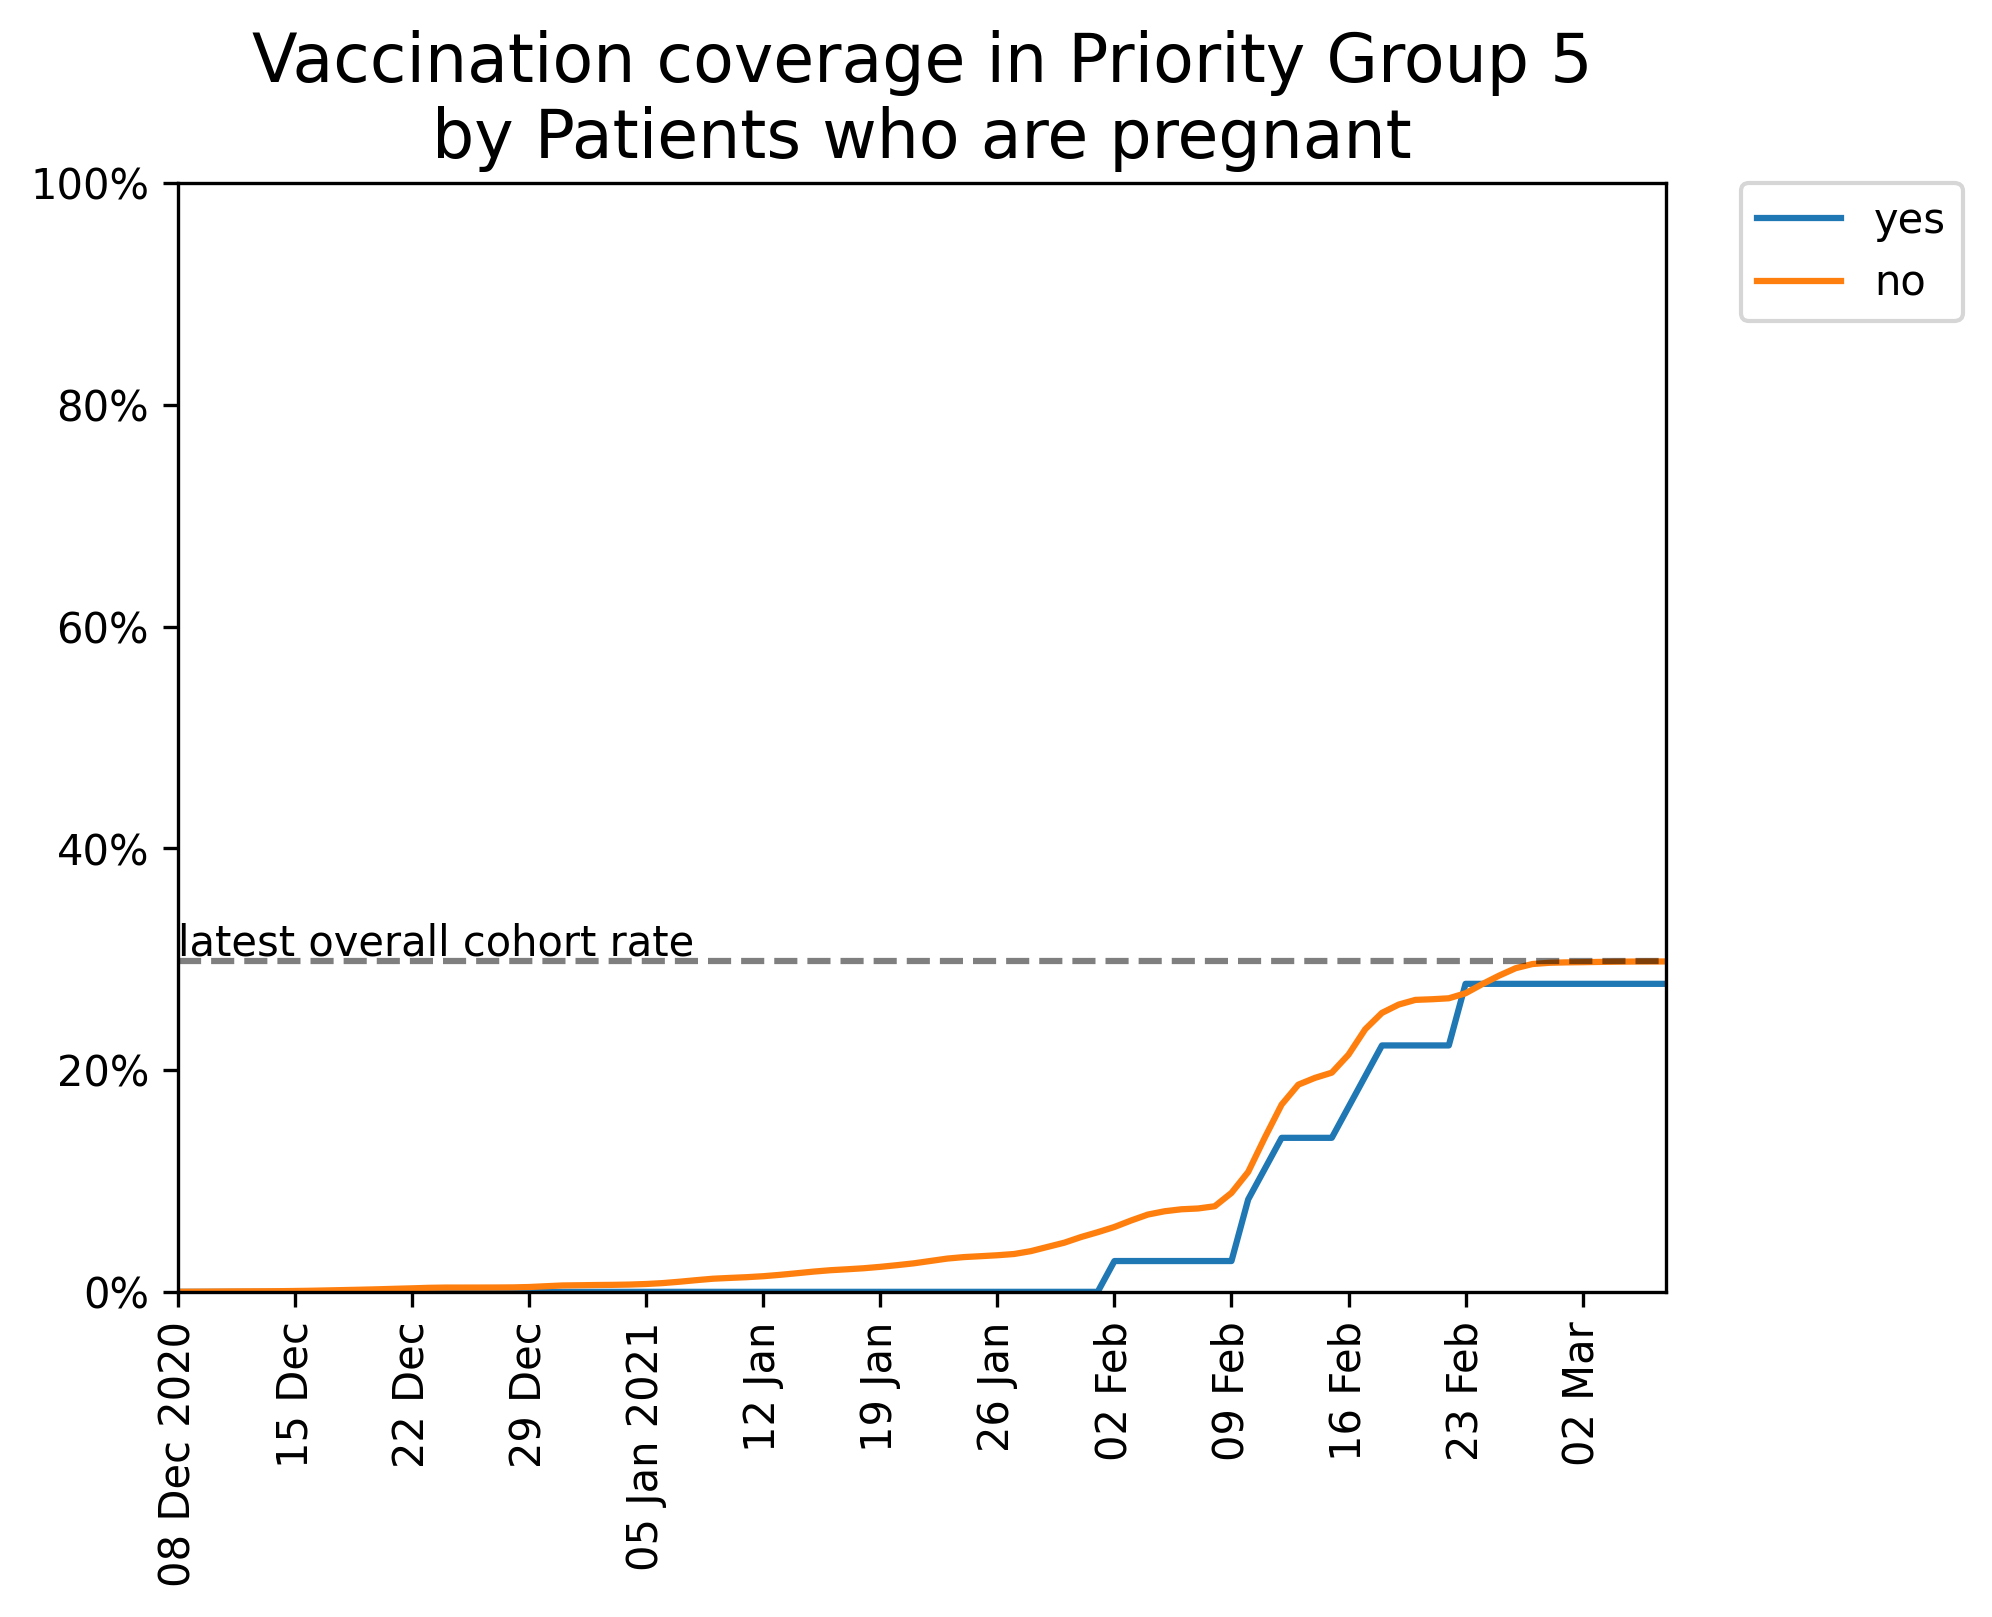 Vaccination coverage in Priority Group 5
by Patients who are pregnant
100%
80%
60%
40%
20%
0%
latest overall cohort rate
yes
no
08 Dec 2020
15 Dec
22 Dec
29 Dec
05 Jan 2021
12 Jan
19 Jan
26 Jan
02 Feb
09 Feb
16 Feb
23 Feb
02 Mar